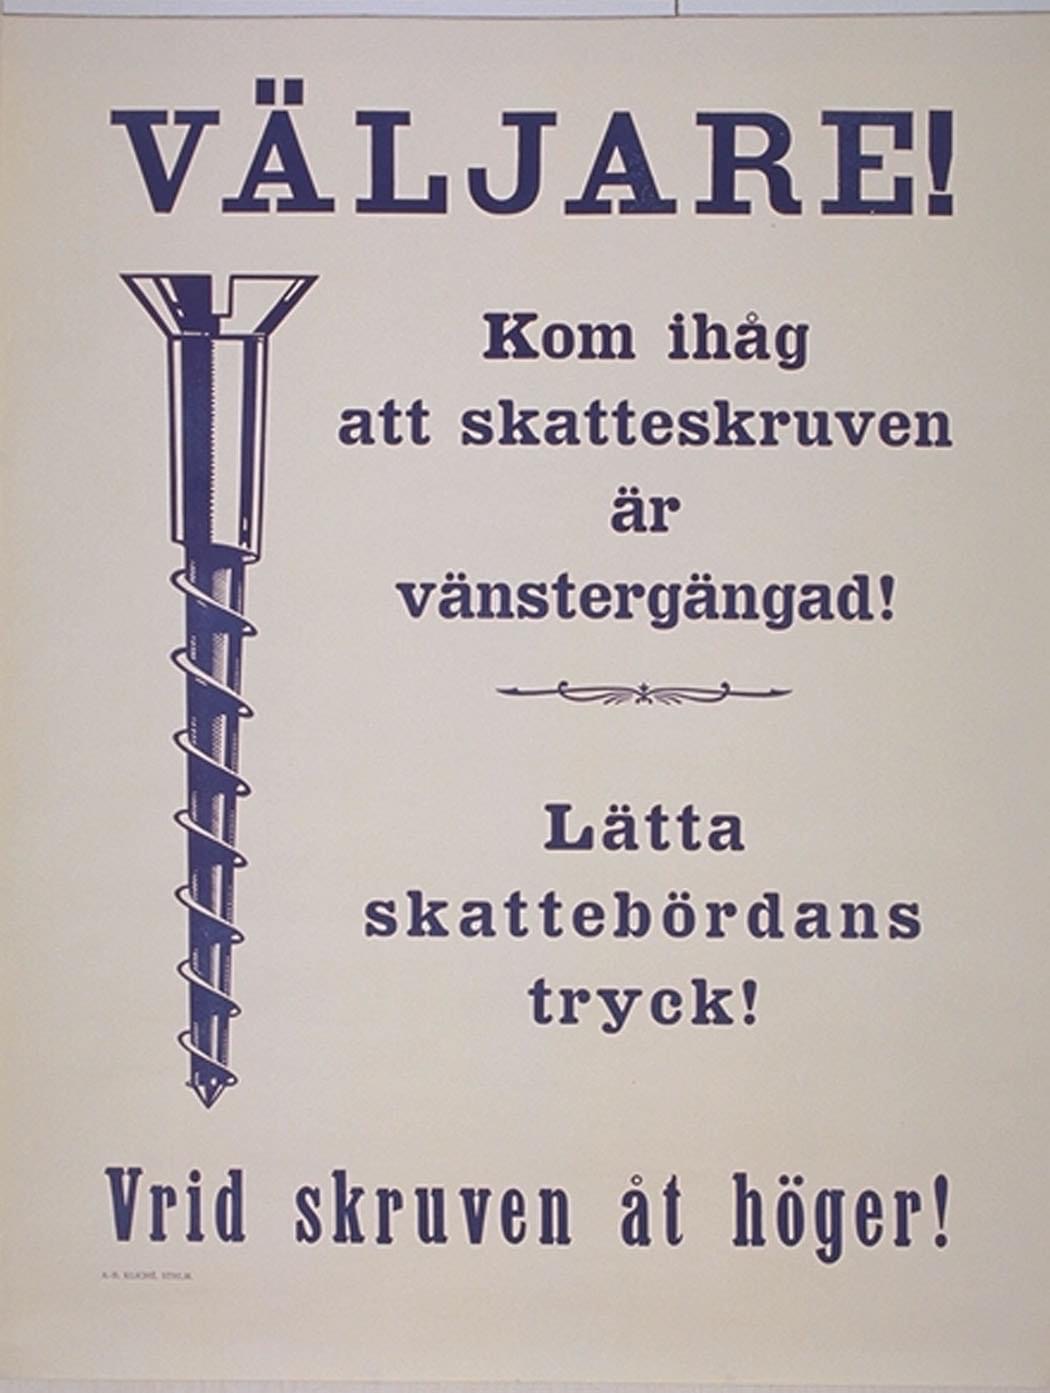 VÄLJARE!
Kom ihåg
att skatteskruven
är
vänstergängad!
Lätta
skattebördans
tryck!
Vrid skruven åt höger!
A.-B. KLICHÉ, STHLM.